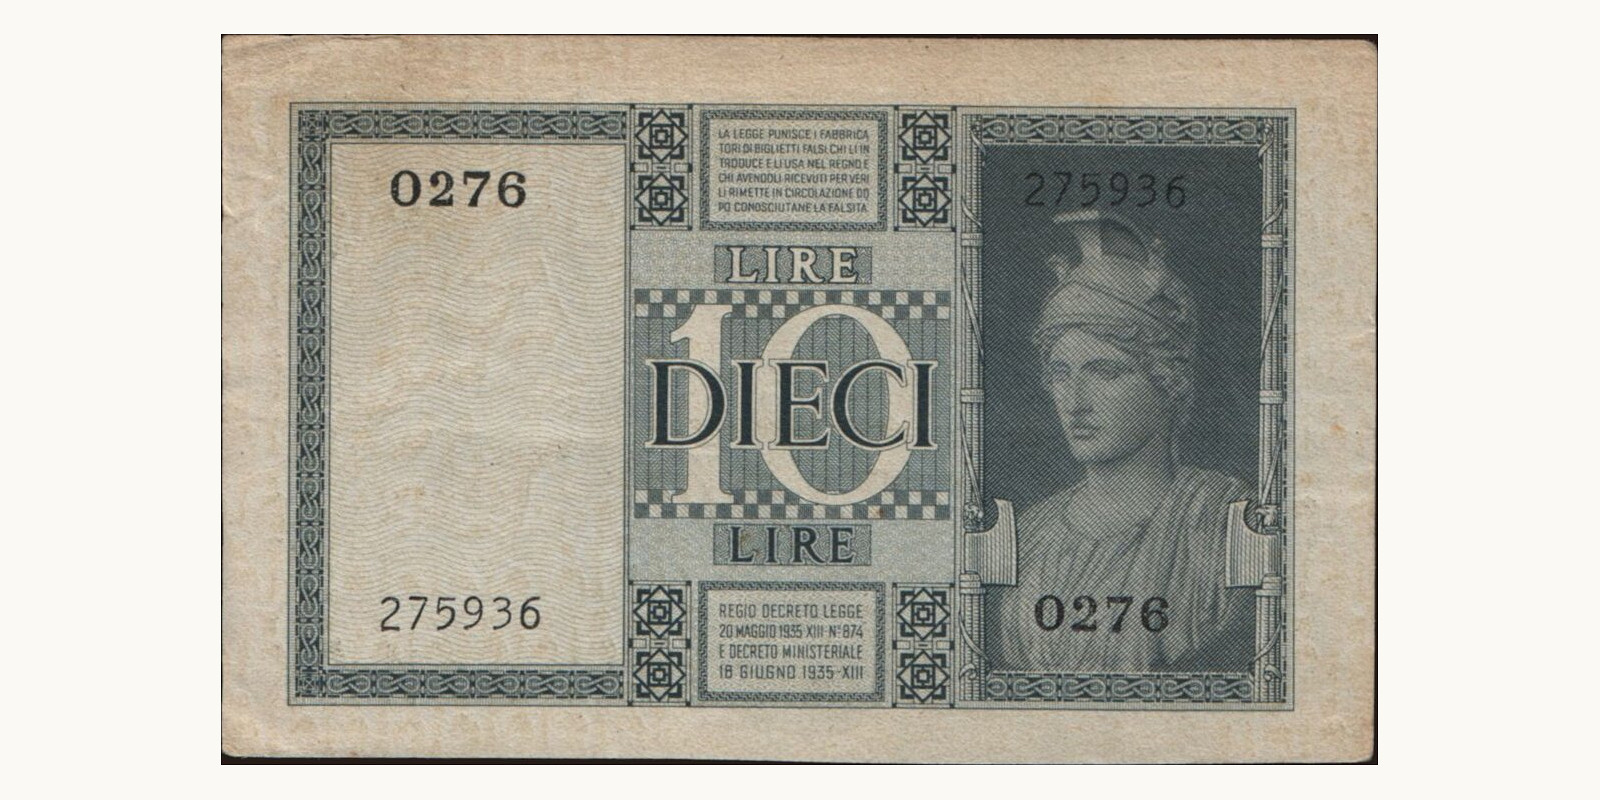 0276
275936
LA LEGGE PUNISCE I FABBRICA
TORI DI BIGLIETTI FALSI, CHI LI IN
TRODUCE E LI USA NEL REGNO E
CHI AVENDOLI RICEVUTI PER VERI
LI RIMETTE IN CIRCOLAZIONE DO
PO CONOSCIUTANE LA FALSITA
LIRE
10
DIECI
LIRE
REGIO DECRETO LEGGE
20 MAGGIO 1935 XIII Nº 874
E DECRETO MINISTERIALE
18 GIUGNO 1935-XIII
275936
0276